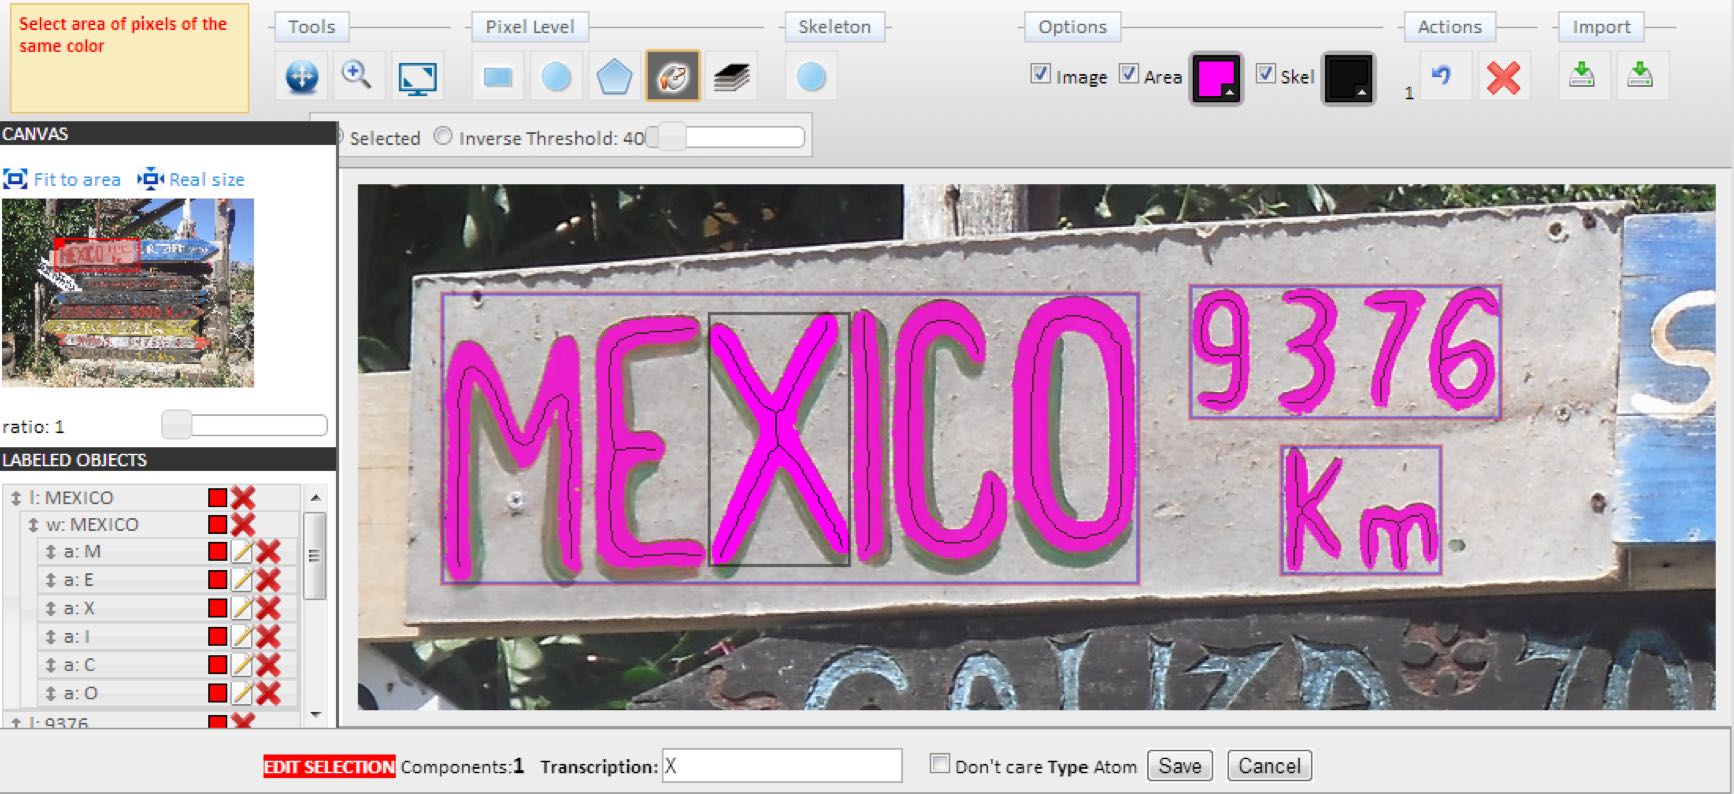 Select area of pixels of the
same color
Tools
Pixel Level
Skeleton
Options
Actions
Import
Image
Area
Skel
1
Selected
Inverse Threshold: 40
CANVAS
Fit to area
Real size
ratio: 1
LABELED OBJECTS
l: MEXICO
w: MEXICO
a: M
a: E
a: X
a: I
a: C
a: O
l: 9376
MEXICO 9376
Km
EDIT SELECTION Components:1 Transcription: X Don't care Type Atom Save Cancel